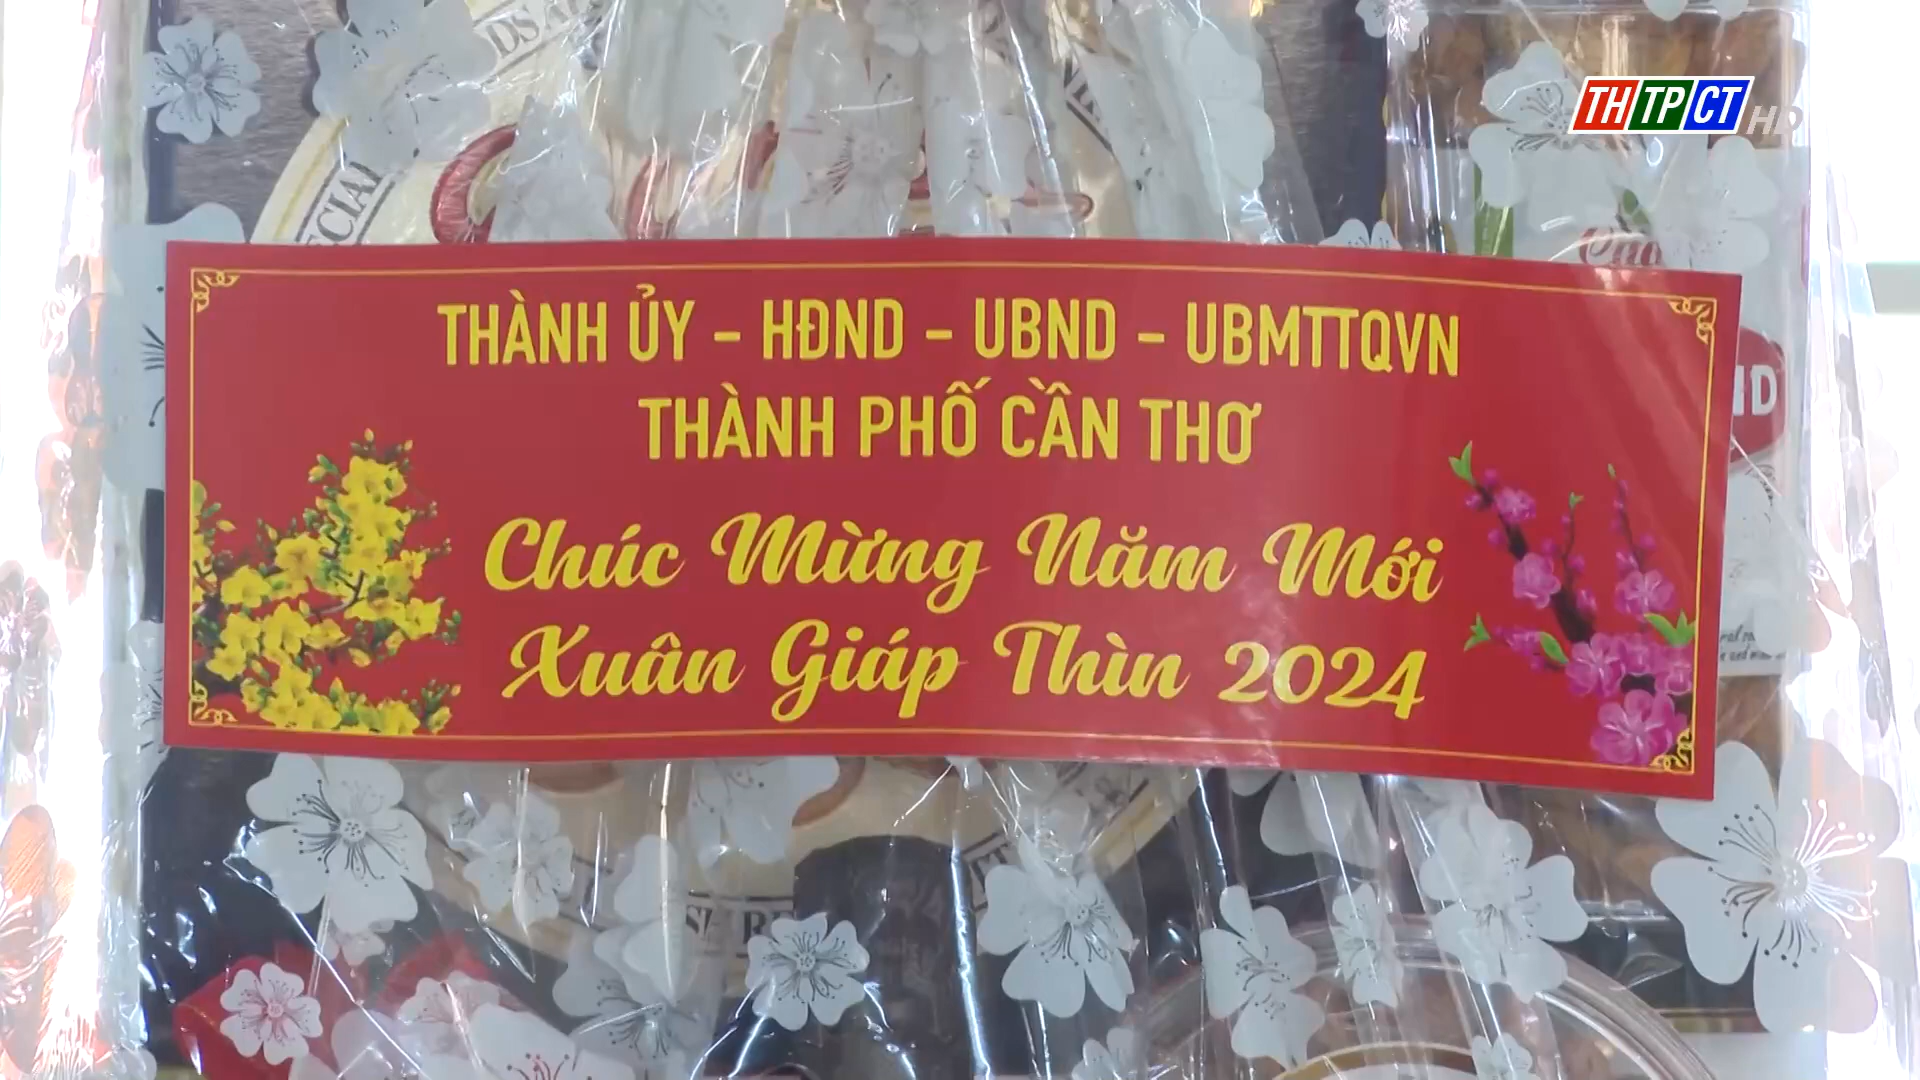 THTPCT HD
THÀNH ỦY - HĐND - UBND - UBMTTQVN
THÀNH PHỐ CẦN THƠ
Chúc Mừng Năm Mới
Xuân Giáp Thìn 2024